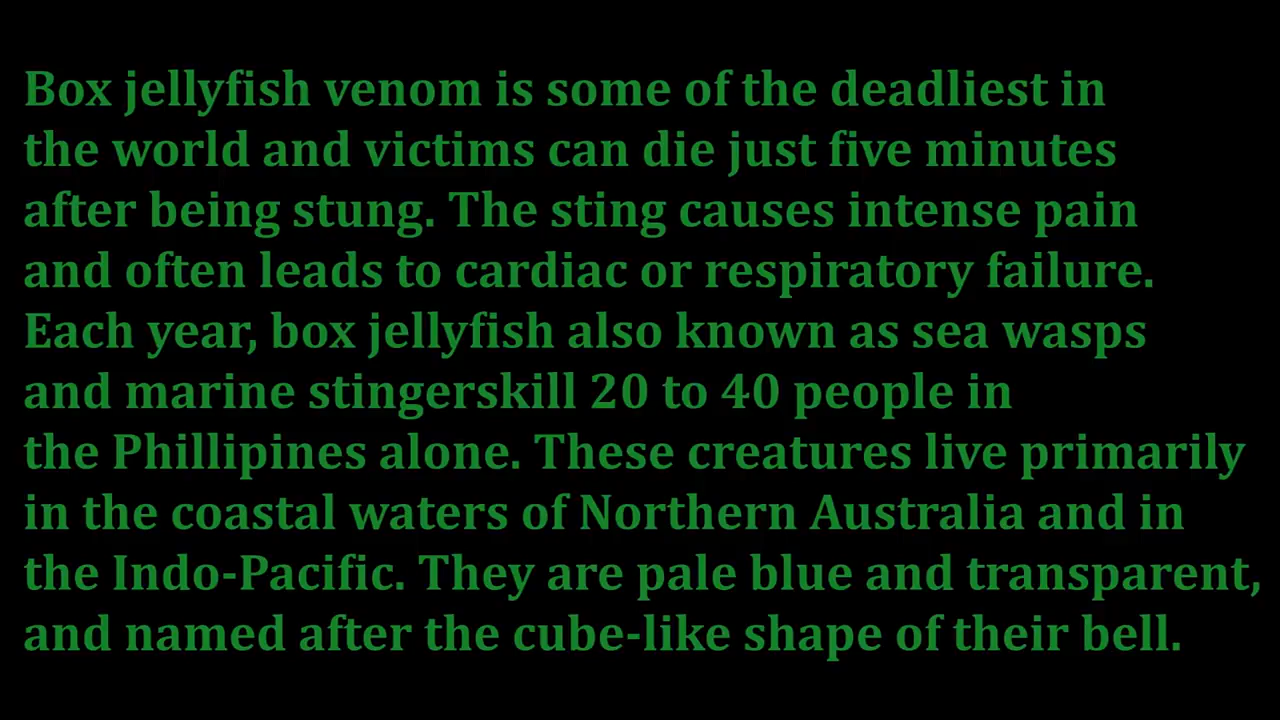 Box jellyfish venom is some of the deadliest in
the world and victims can die just five minutes
after being stung. The sting causes intense pain
and often leads to cardiac or respiratory failure.
Each year, box jellyfish also known as sea wasps
and marine stingerskill 20 to 40 people in
the Phillipines alone. These creatures live primarily
in the coastal waters of Northern Australia and in
the Indo-Pacific. They are pale blue and transparent,
and named after the cube-like shape of their bell.